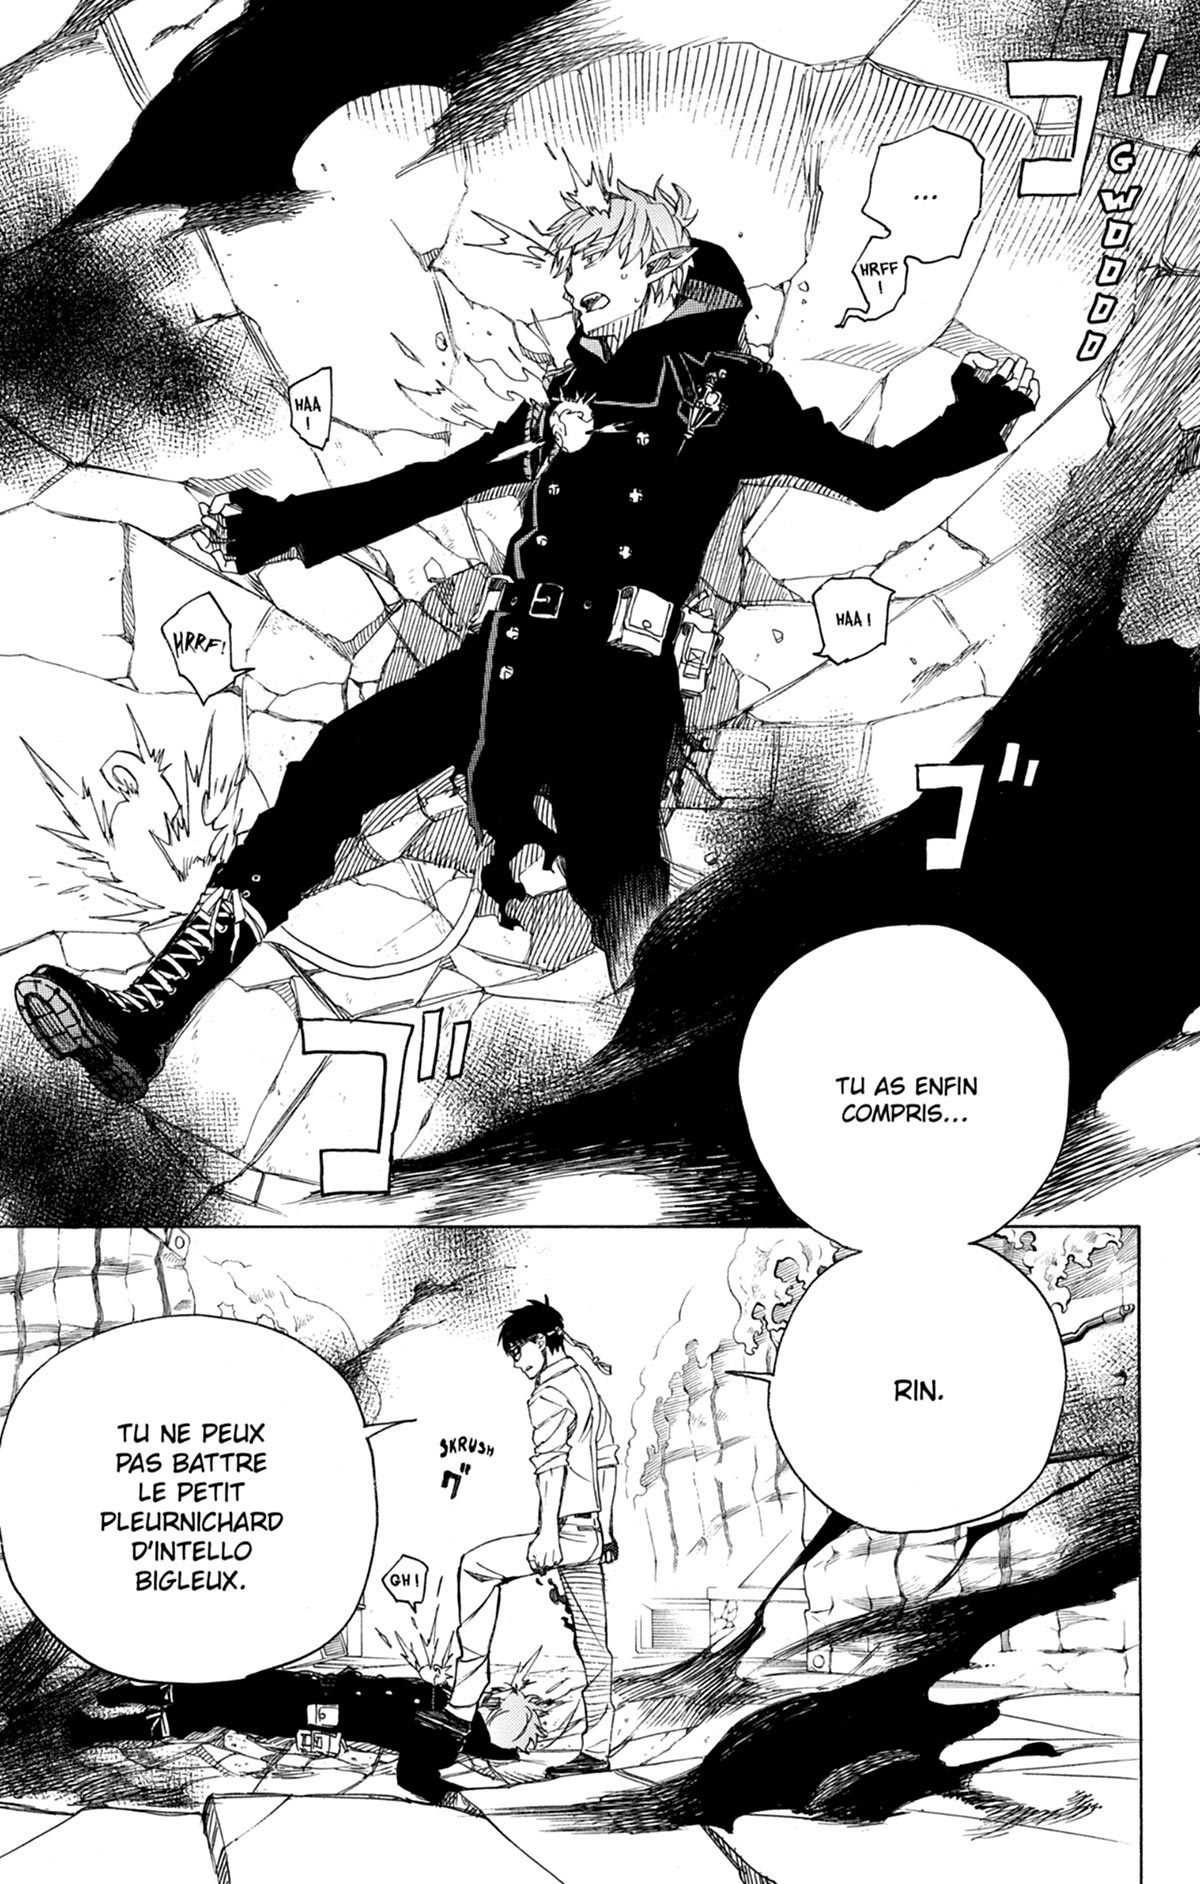 ゴ"
GWOOOO
...
HRFF
!
HAA
!
HAA!
HRRF!
ゴ"
ゴ"
TU AS ENFIN
COMPRIS...
RIN.
TU NE PEUX
PAS BATTRE
LE PETIT
PLEURNICHARD
D'INTELLO
BIGLEUX.
SKRUSH
グ
GH!